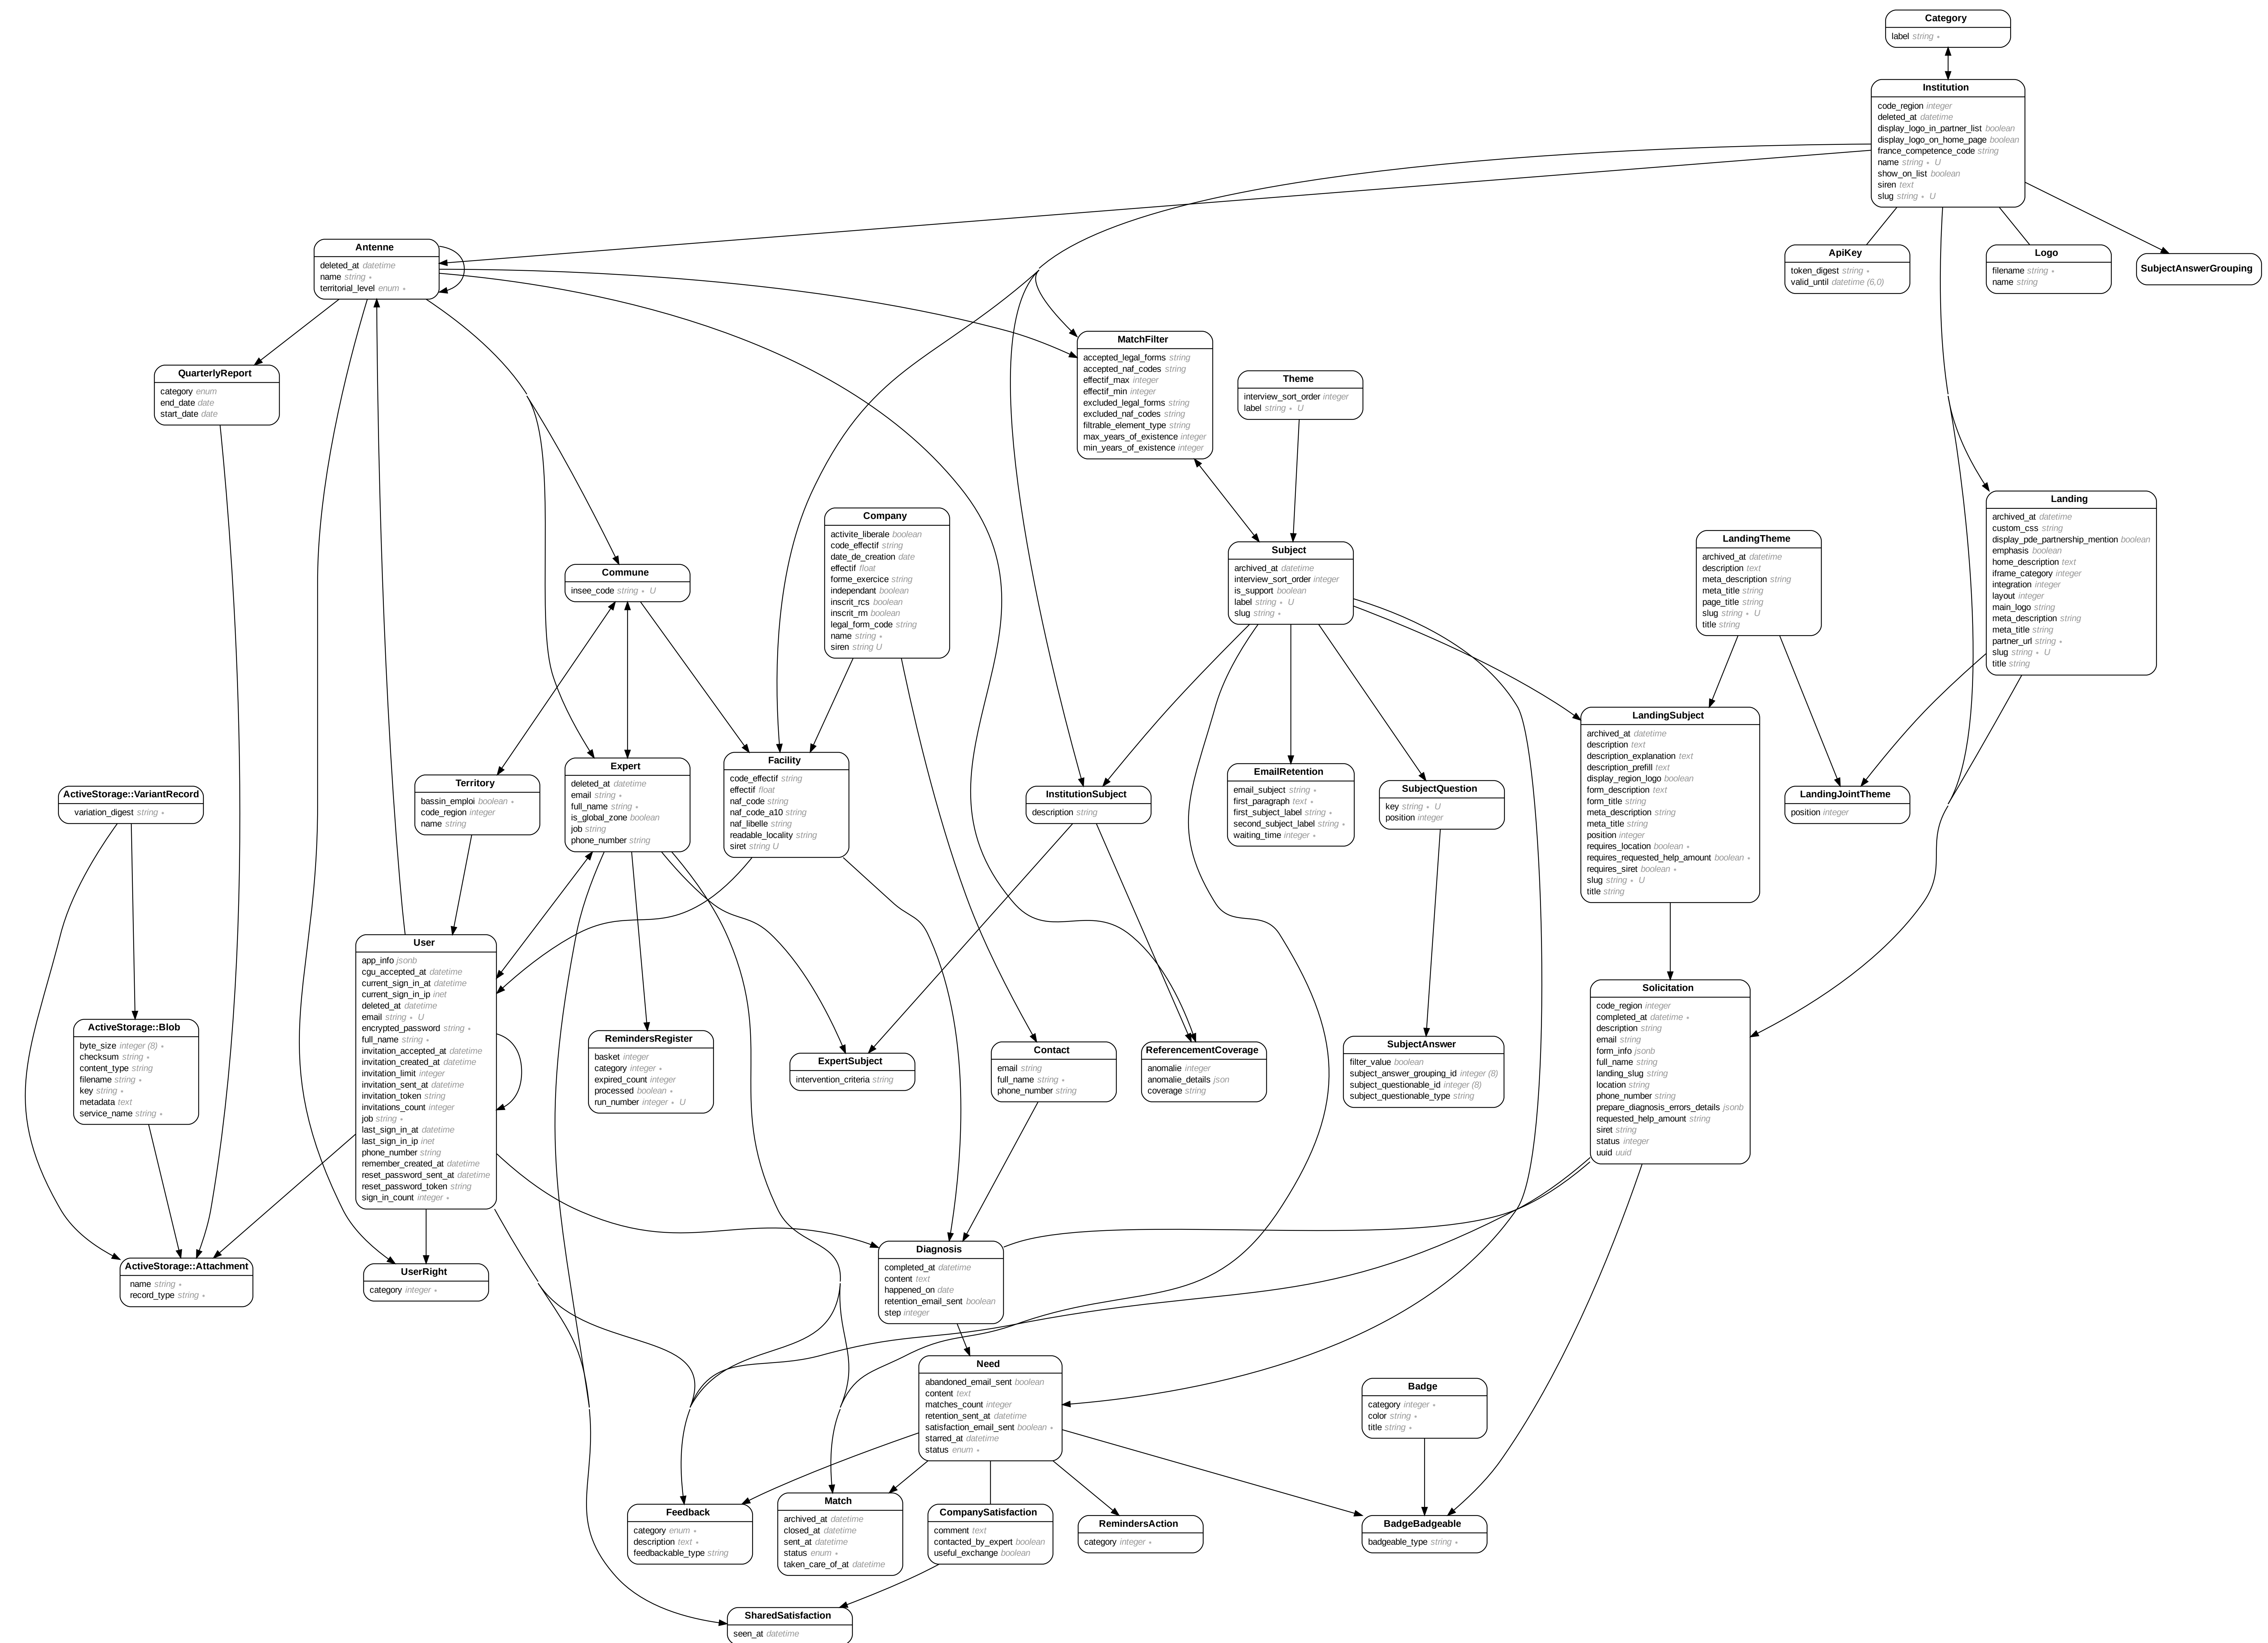 Category
label string ∗
Institution
code_region integer
deleted_at datetime
display_logo_in_partner_list boolean
display_logo_on_home_page boolean
france_competence_code string
name string ∗ U
show_on_list boolean
siren text
slug string ∗ U
Antenne
deleted_at datetime
name string ∗
territorial_level enum ∗
ApiKey
token_digest string ∗
valid_until datetime (6,0)
Logo
filename string ∗
name string
SubjectAnswerGrouping
MatchFilter
accepted_legal_forms string
accepted_naf_codes string
effectif_max integer
effectif_min integer
excluded_legal_forms string
excluded_naf_codes string
filtrable_element_type string
max_years_of_existence integer
min_years_of_existence integer
QuarterlyReport
category enum
end_date date
start_date date
Theme
interview_sort_order integer
label string ∗ U
Company
activite_liberale boolean
code_effectif string
date_de_creation date
effectif float
forme_exercice string
independant boolean
inscrit_rcs boolean
inscrit_rm boolean
legal_form_code string
name string ∗
siren string U
Landing
archived_at datetime
custom_css string
display_pde_partnership_mention boolean
emphasis boolean
home_description text
iframe_category integer
integration integer
layout integer
main_logo string
meta_description string
meta_title string
partner_url string ∗
slug string ∗ U
title string
LandingTheme
archived_at datetime
description text
meta_description string
meta_title string
page_title string
slug string ∗ U
title string
Subject
archived_at datetime
interview_sort_order integer
is_support boolean
label string ∗ U
slug string ∗
Commune
insee_code string ∗ U
LandingSubject
archived_at datetime
description text
description_explanation text
description_prefill text
display_region_logo boolean
form_description text
form_title string
meta_description string
meta_title string
position integer
requires_location boolean ∗
requires_requested_help_amount boolean ∗
requires_siret boolean ∗
slug string ∗ U
title string
ActiveStorage::VariantRecord
variation_digest string ∗
Territory
bassin_emploi boolean ∗
code_region integer
name string
Expert
deleted_at datetime
email string ∗
full_name string ∗
is_global_zone boolean
job string
phone_number string
Facility
code_effectif string
effectif float
naf_code string
naf_code_a10 string
naf_libelle string
readable_locality string
siret string U
InstitutionSubject
description string
EmailRetention
email_subject string ∗
first_paragraph text ∗
first_subject_label string ∗
second_subject_label string ∗
waiting_time integer ∗
SubjectQuestion
key string ∗ U
position integer
LandingJointTheme
position integer
User
app_info jsonb
cgu_accepted_at datetime
current_sign_in_at datetime
current_sign_in_ip inet
deleted_at datetime
email string ∗ U
encrypted_password string ∗
full_name string ∗
invitation_accepted_at datetime
invitation_created_at datetime
invitation_limit integer
invitation_sent_at datetime
invitation_token string
invitations_count integer
job string ∗
last_sign_in_at datetime
last_sign_in_ip inet
phone_number string
remember_created_at datetime
reset_password_sent_at datetime
reset_password_token string
sign_in_count integer ∗
Solicitation
code_region integer
completed_at datetime ∗
description string
email string
form_info jsonb
full_name string
landing_slug string
location string
phone_number string
prepare_diagnosis_errors_details jsonb
requested_help_amount string
siret string
status integer
uuid uuid
ActiveStorage::Blob
byte_size integer (8) ∗
checksum string ∗
content_type string
filename string ∗
key string ∗
metadata text
service_name string ∗
RemindersRegister
basket integer
category integer ∗
expired_count integer
processed boolean ∗
run_number integer ∗ U
ExpertSubject
intervention_criteria string
Contact
email string
full_name string ∗
phone_number string
ReferencementCoverage
anomalie integer
anomalie_details json
coverage string
SubjectAnswer
filter_value boolean
subject_answer_grouping_id integer (8)
subject_questionable_id integer (8)
subject_questionable_type string
ActiveStorage::Attachment
name string ∗
record_type string ∗
UserRight
category integer ∗
Diagnosis
completed_at datetime
content text
happened_on date
retention_email_sent boolean
step integer
Need
abandoned_email_sent boolean
content text
matches_count integer
retention_sent_at datetime
satisfaction_email_sent boolean ∗
starred_at datetime
status enum ∗
Badge
category integer ∗
color string ∗
title string ∗
Feedback
category enum ∗
description text ∗
feedbackable_type string
Match
archived_at datetime
closed_at datetime
sent_at datetime
status enum ∗
taken_care_of_at datetime
CompanySatisfaction
comment text
contacted_by_expert boolean
useful_exchange boolean
RemindersAction
category integer ∗
BadgeBadgeable
badgeable_type string ∗
SharedSatisfaction
seen_at datetime